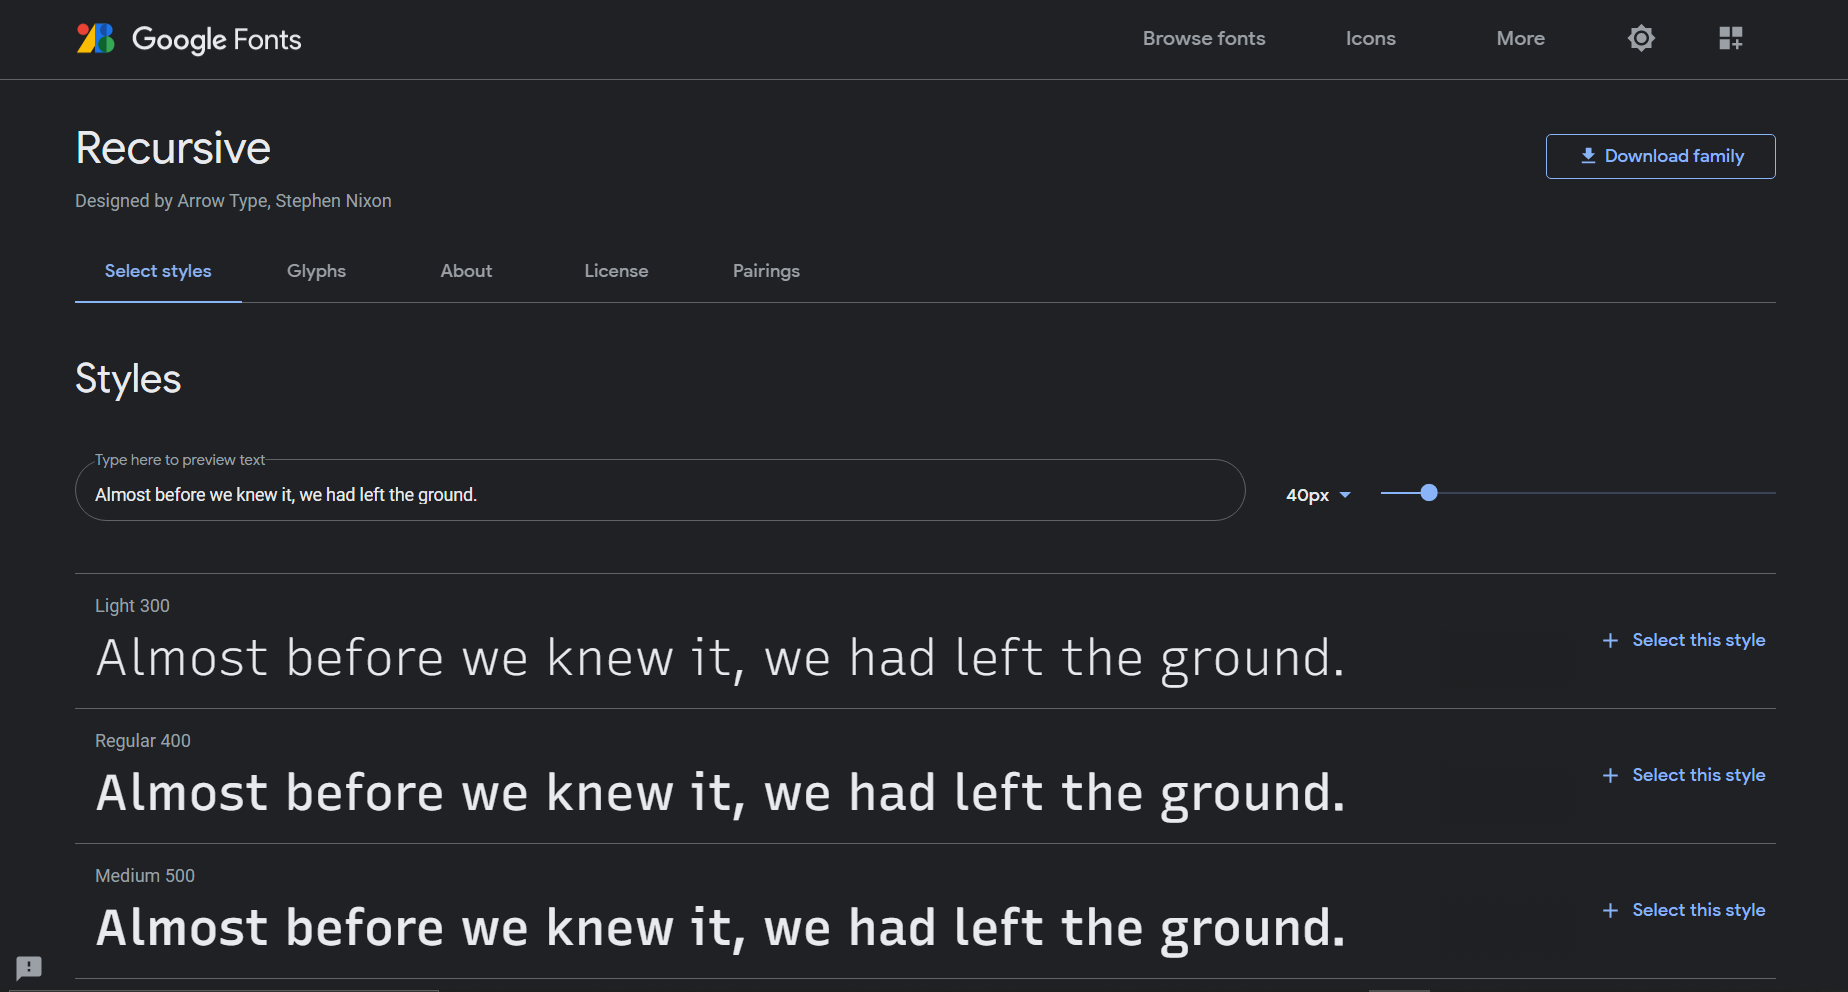 Google Fonts
Browse fonts
Icons
More
Recursive
Download family
Designed by Arrow Type, Stephen Nixon
Select styles
Glyphs
About
License
Pairings
Styles
Type here to preview text
Almost before we knew it, we had left the ground.
40px
Light 300
Almost before we knew it, we had left the ground.
Select this style
Regular 400
Almost before we knew it, we had left the ground.
Select this style
Medium 500
Almost before we knew it, we had left the ground.
Select this style